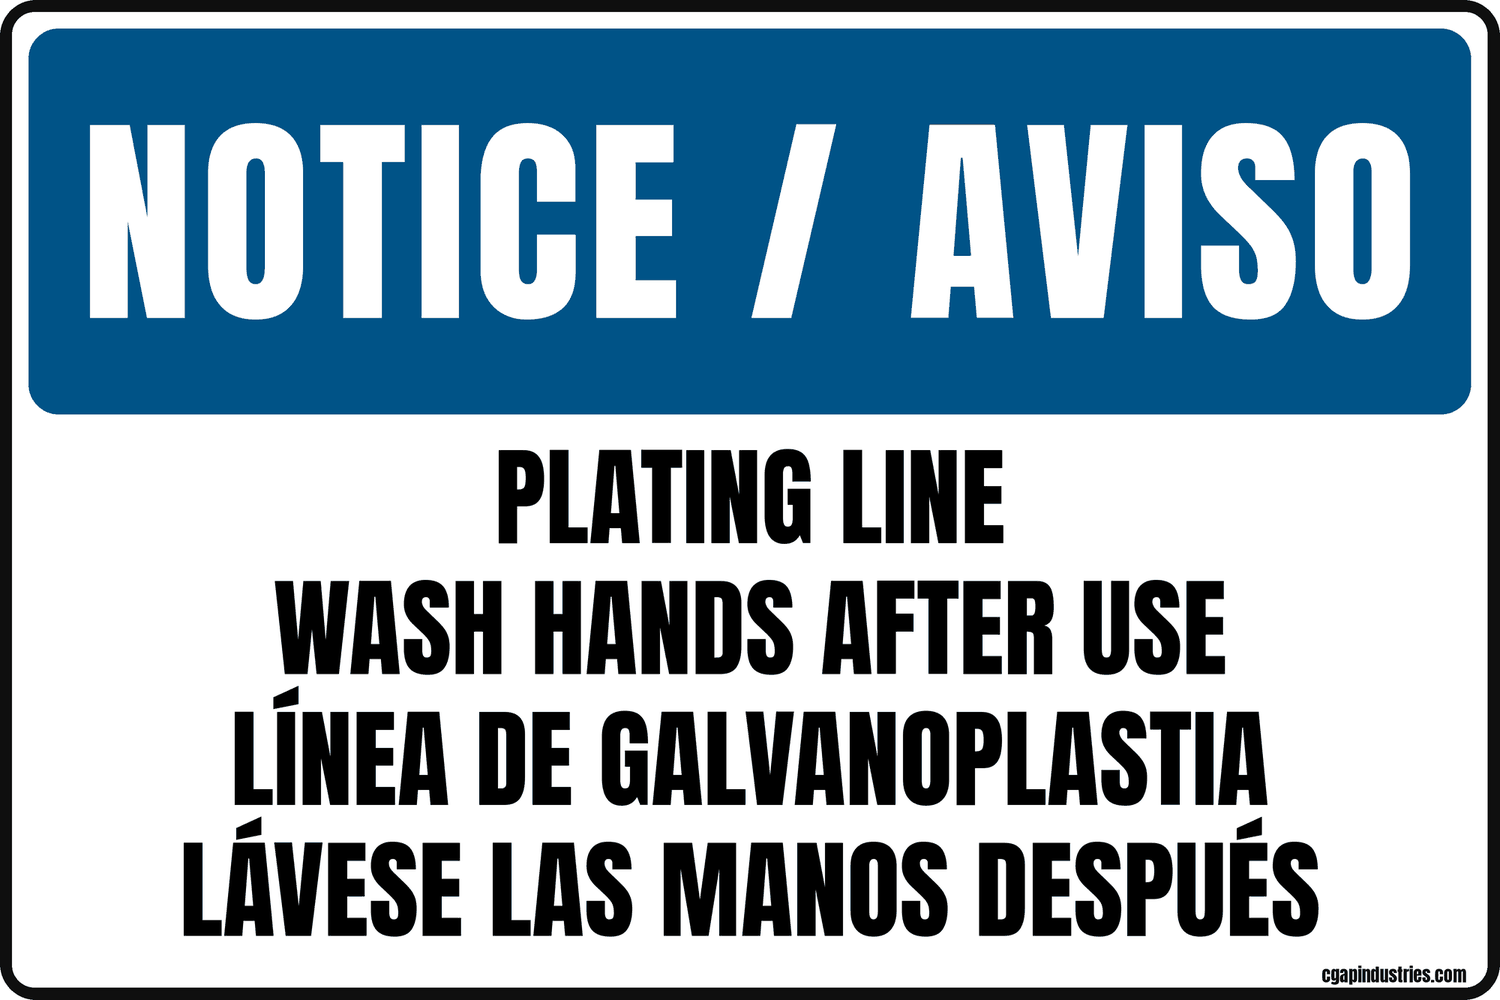 NOTICE / AVISO
PLATING LINE
WASH HANDS AFTER USE
LÍNEA DE GALVANOPLASTIA
LÁVESE LAS MANOS DESPUÉS
cgapindustries.com